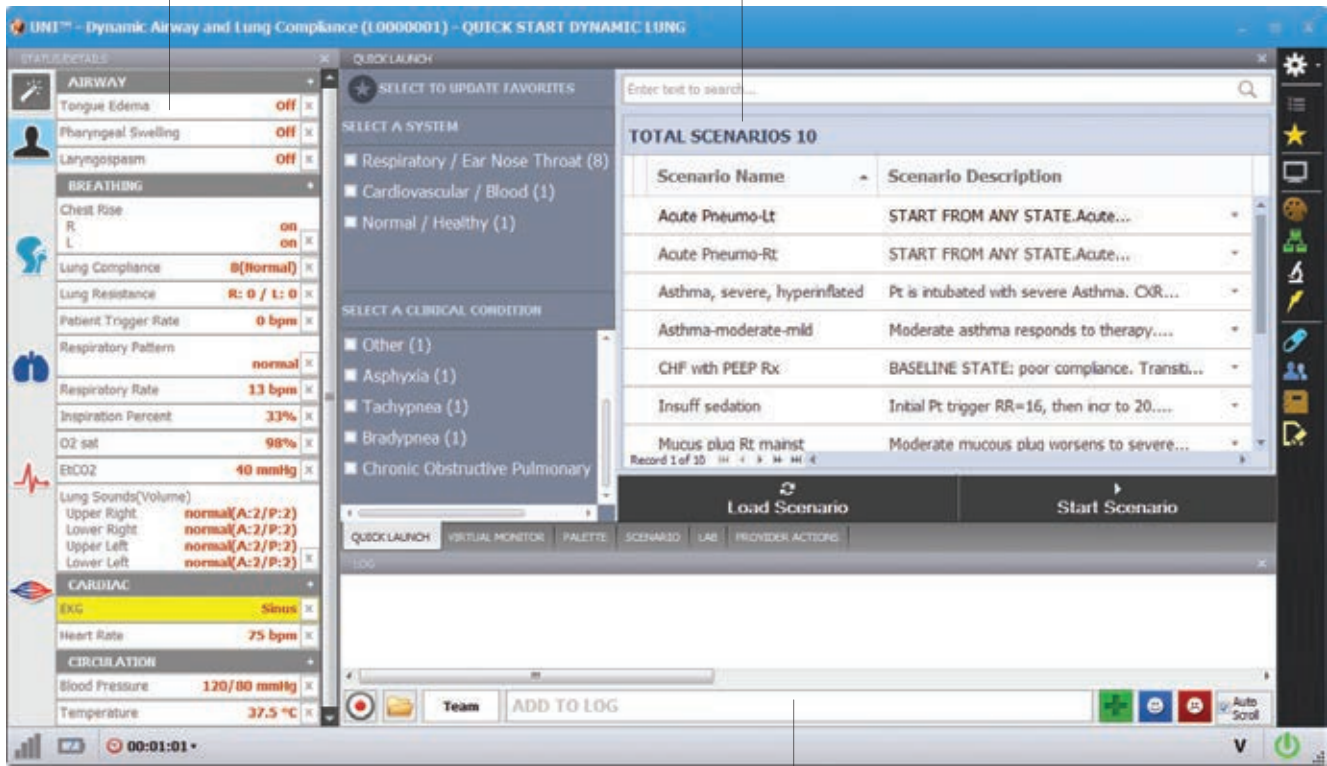 UNI™ - Dynamic Airway and Lung Compliance (L0000001) - QUICK START DYNAMIC LUNG
STATUS/DETAILS
AIRWAY
Tongue Edema Off
Pharyngeal Swelling Off
Laryngospasm Off
BREATHING
Chest Rise
R on
L on
Lung Compliance 8(Normal)
Lung Resistance R: 0 / L: 0
Patient Trigger Rate 0 bpm
Respiratory Pattern
normal
Respiratory Rate 13 bpm
Inspiration Percent 33%
O2 sat 98%
EtCO2 40 mmHg
Lung Sounds(Volume)
Upper Right normal(A:2/P:2)
Lower Right normal(A:2/P:2)
Upper Left normal(A:2/P:2)
Lower Left normal(A:2/P:2)
CARDIAC
EKG Sinus
Heart Rate 75 bpm
CIRCULATION
Blood Pressure 120/80 mmHg
Temperature 37.5 °C
QUICK LAUNCH
SELECT TO UPDATE FAVORITES
SELECT A SYSTEM
Respiratory / Ear Nose Throat (8)
Cardiovascular / Blood (1)
Normal / Healthy (1)
SELECT A CLINICAL CONDITION
Other (1)
Asphyxia (1)
Tachypnea (1)
Bradypnea (1)
Chronic Obstructive Pulmonary
Enter text to search...
TOTAL SCENARIOS 10
Scenario Name Scenario Description
Acute Pneumo-Lt START FROM ANY STATE.Acute...
Acute Pneumo-Rt START FROM ANY STATE.Acute...
Asthma, severe, hyperinflated Pt is intubated with severe Asthma. CXR...
Asthma-moderate-mild Moderate asthma responds to therapy....
CHF with PEEP Rx BASELINE STATE: poor compliance. Transiti...
Insuff sedation Initial Pt trigger RR=16, then incr to 20....
Mucus plug Rt mainst Moderate mucous plug worsens to severe...
Record 1 of 10
Load Scenario Start Scenario
QUICK LAUNCH VIRTUAL MONITOR PALETTE SCENARIO LAB PROVIDER ACTIONS
LOG
Team ADD TO LOG Auto Scroll
00:01:01 V